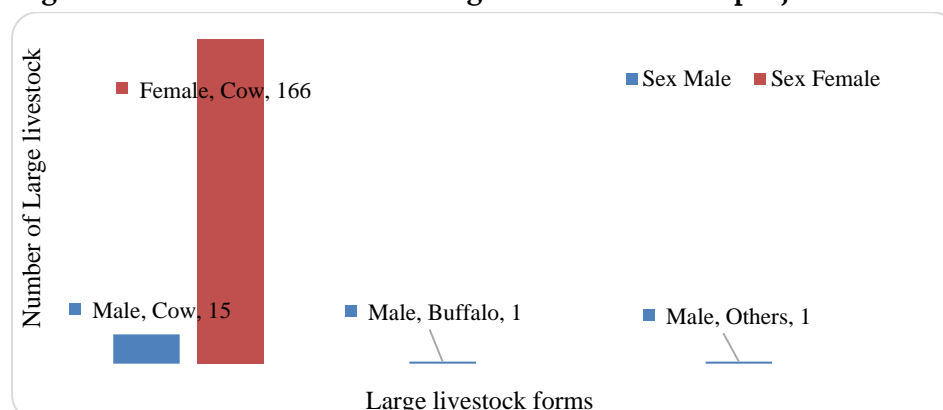 Number of Large livestock
Sex Male
Sex Female
Female, Cow, 166
Male, Cow, 15
Male, Buffalo, 1
Male, Others, 1
Large livestock forms